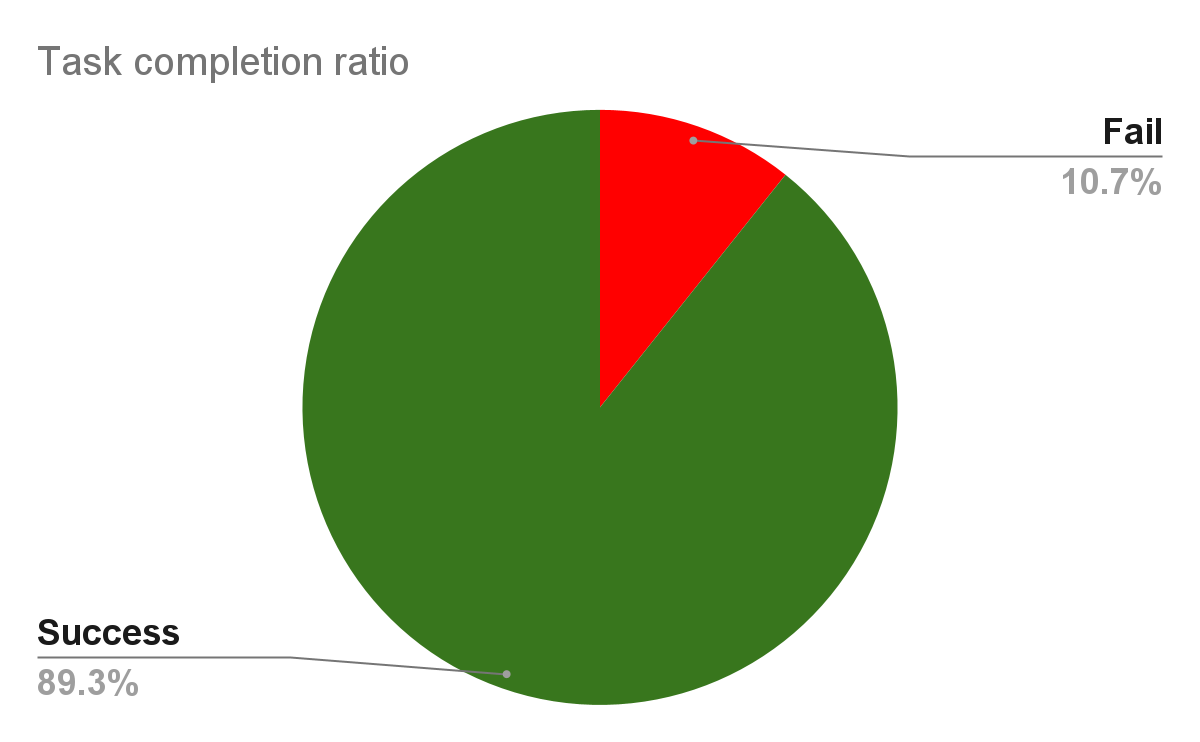 Task completion ratio
Fail
10.7%
Success
89.3%